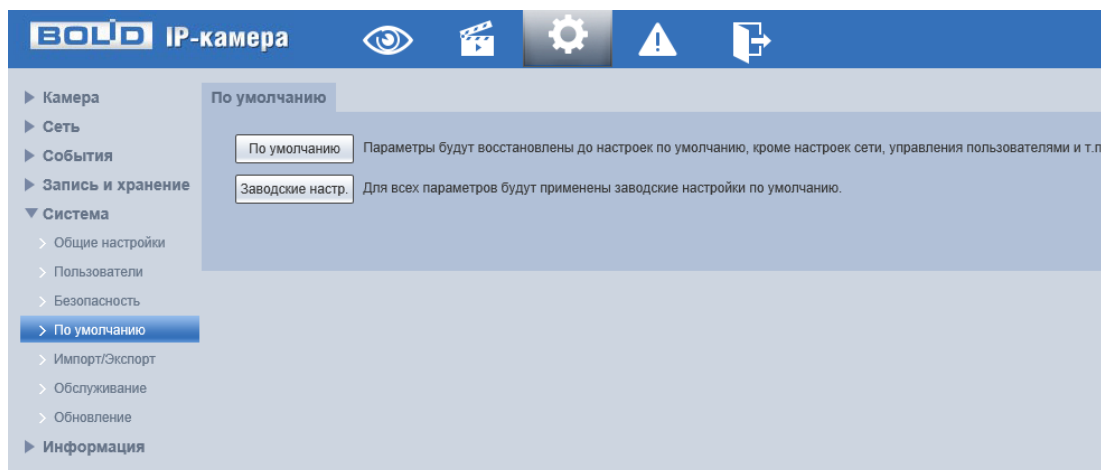 BOLID IP-камера
Камера
Сеть
События
Запись и хранение
Система
Общие настройки
Пользователи
Безопасность
По умолчанию
Импорт/Экспорт
Обслуживание
Обновление
Информация
По умолчанию
По умолчанию Параметры будут восстановлены до настроек по умолчанию, кроме настроек сети, управления пользователями и т.п
Заводские настр. Для всех параметров будут применены заводские настройки по умолчанию.